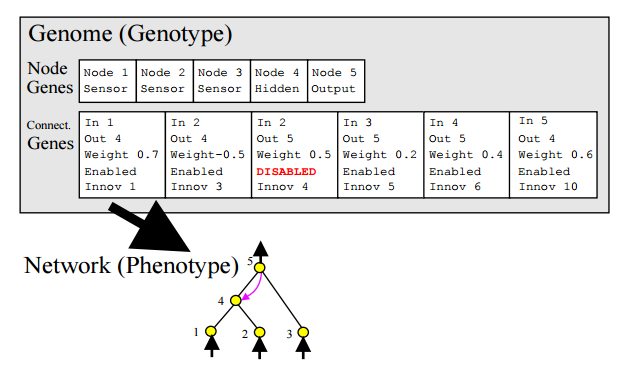 Genome (Genotype)
Node Genes
Node 1 Sensor
Node 2 Sensor
Node 3 Sensor
Node 4 Hidden
Node 5 Output
Connect. Genes
In 1
Out 4
Weight 0.7
Enabled
Innov 1
In 2
Out 4
Weight-0.5
Enabled
Innov 3
In 2
Out 5
Weight 0.5
DISABLED
Innov 4
In 3
Out 5
Weight 0.2
Enabled
Innov 5
In 4
Out 5
Weight 0.4
Enabled
Innov 6
In 5
Out 4
Weight 0.6
Enabled
Innov 10
Network (Phenotype)
5
4
1
2
3